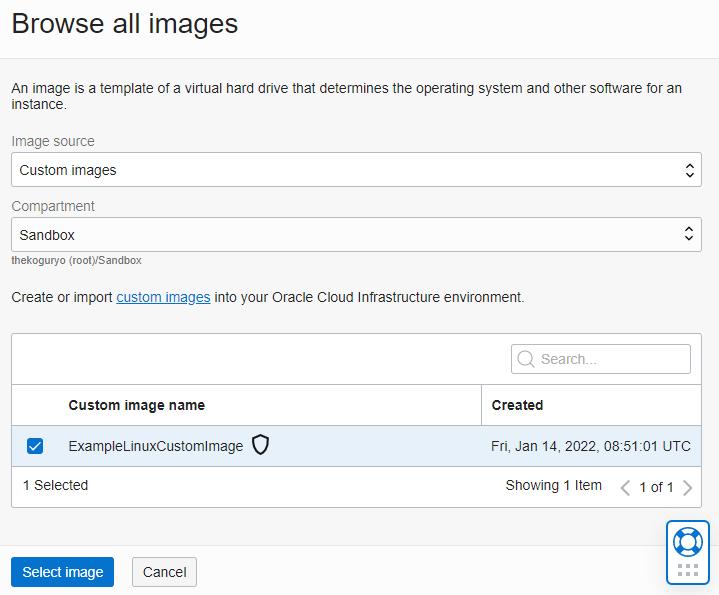 Browse all images
An image is a template of a virtual hard drive that determines the operating system and other software for an
instance.
Image source
Custom images
Compartment
Sandbox
thekoguryo (root)/Sandbox
Create or import custom images into your Oracle Cloud Infrastructure environment.
Search...
Custom image name Created
ExampleLinuxCustomImage Fri, Jan 14, 2022, 08:51:01 UTC
1 Selected Showing 1 Item 1 of 1
Select image Cancel